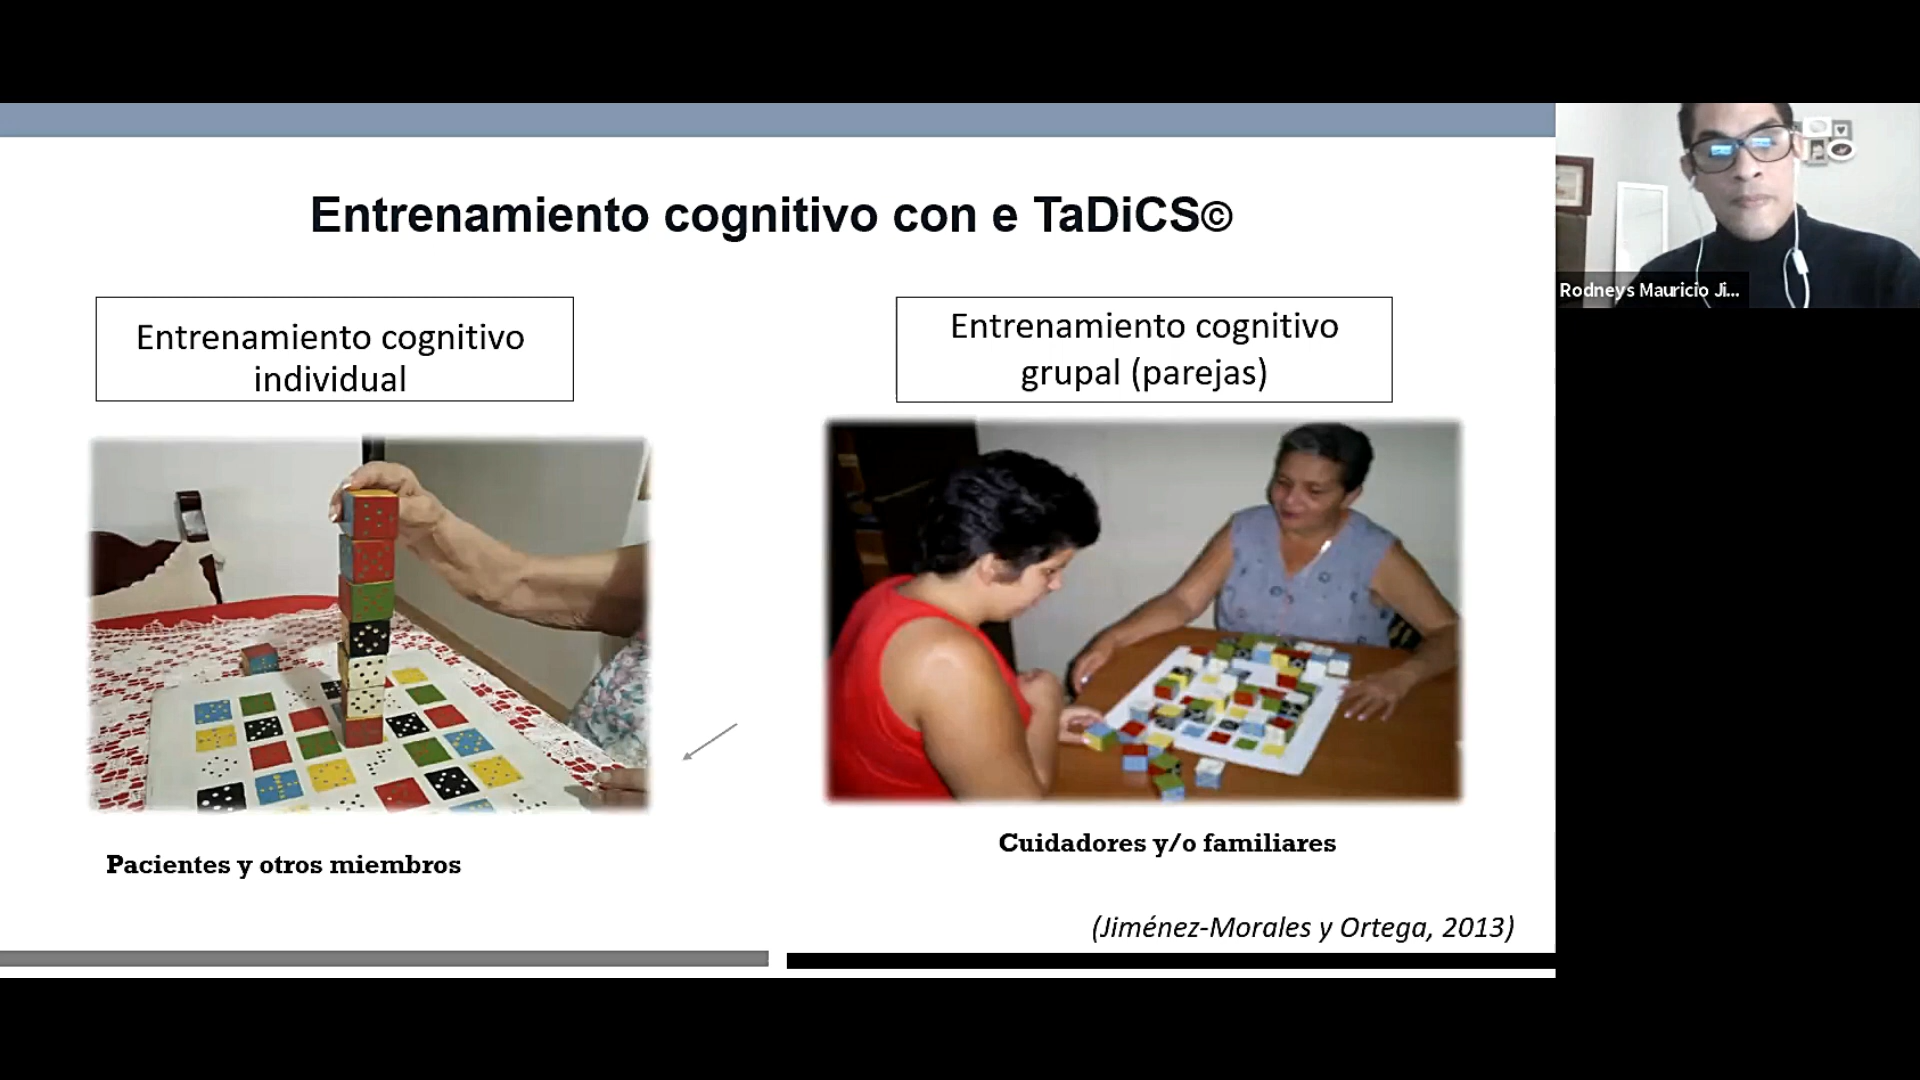 Entrenamiento cognitivo con e TaDiCS©
Entrenamiento cognitivo
individual
Entrenamiento cognitivo
grupal (parejas)
Pacientes y otros miembros
Cuidadores y/o familiares
(Jiménez-Morales y Ortega, 2013)
Rodneys Mauricio Ji...